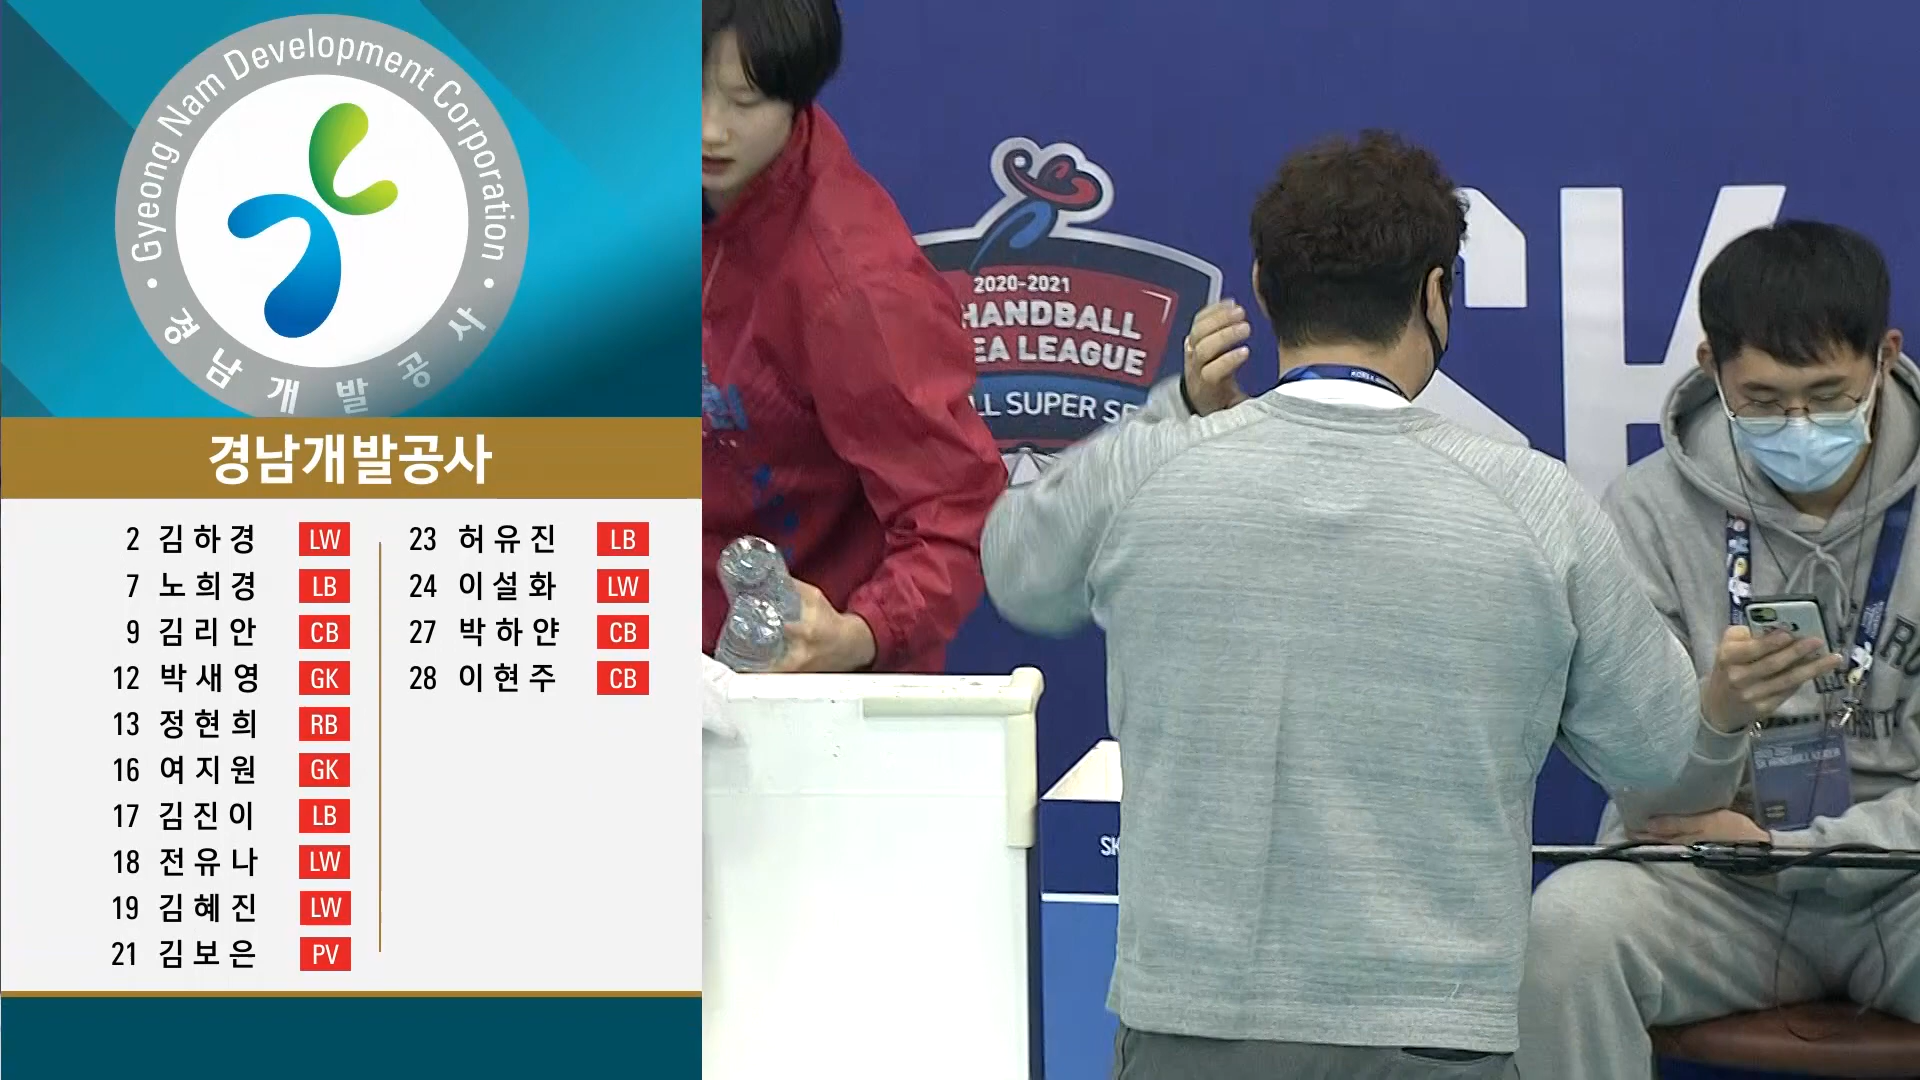 Gyeong Nam Development Corporation
경남개발공사
경남개발공사
2 김하경 LW
7 노희경 LB
9 김리안 CB
12 박새영 GK
13 정현희 RB
16 여지원 GK
17 김진이 LB
18 전유나 LW
19 김혜진 LW
21 김보은 PV
23 허유진 LB
24 이설화 LW
27 박하얀 CB
28 이현주 CB
2020-2021
HANDBALL
EA LEAGUE
LL SUPER SE
SK
SK